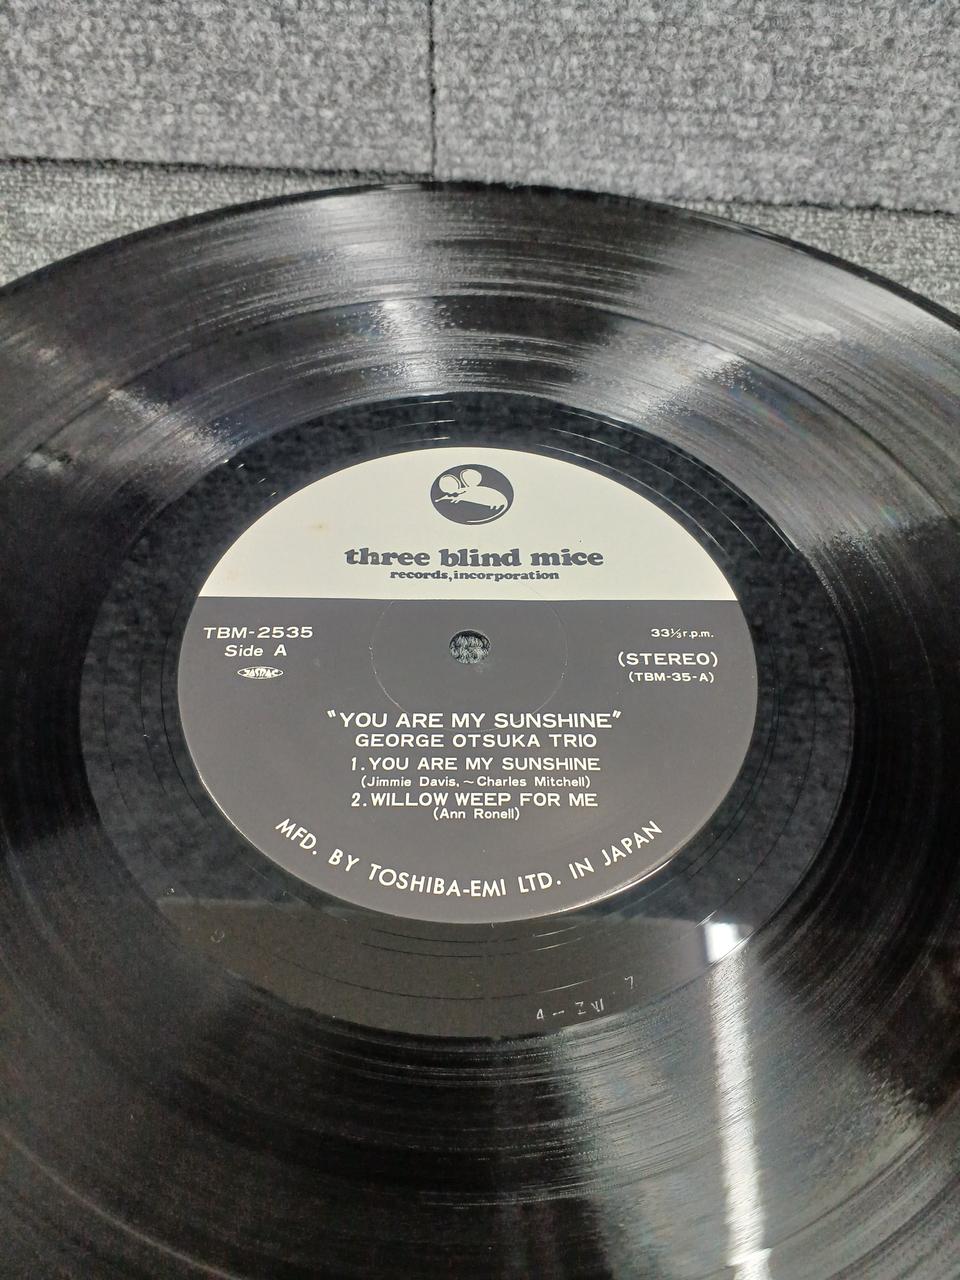 three blind mice
records, incorporation
TBM-2535
Side A
JASRAC
33⅓ r.p.m.
(STEREO)
(TBM-35-A)
"YOU ARE MY SUNSHINE"
GEORGE OTSUKA TRIO
1. YOU ARE MY SUNSHINE
(Jimmie Davis, ~ Charles Mitchell)
2. WILLOW WEEP FOR ME
(Ann Ronell)
MFD. BY TOSHIBA-EMI LTD. IN JAPAN